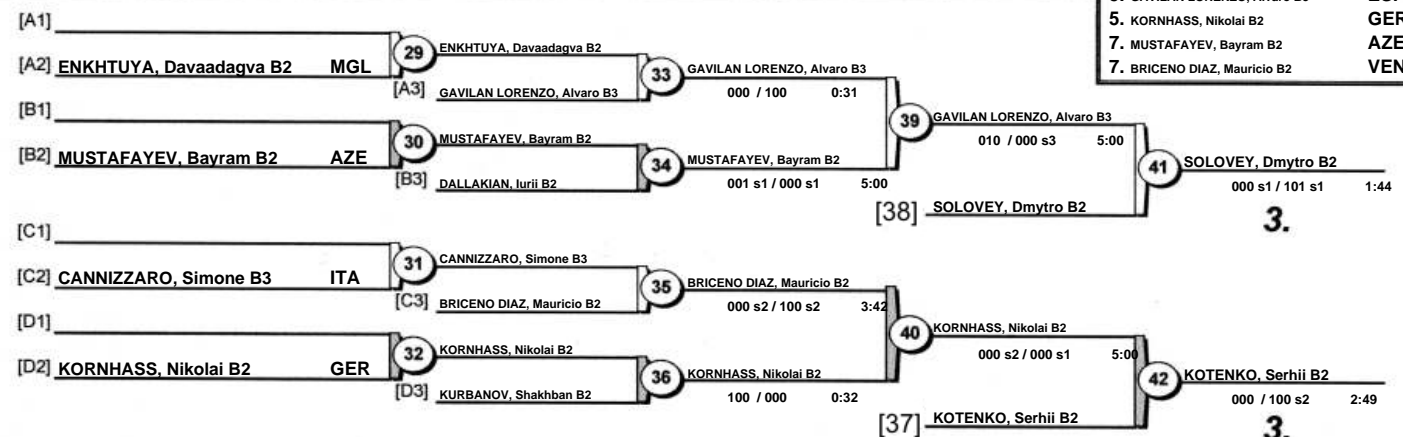 5. KORNHASS, Nikolai B2 GER
7. MUSTAFAYEV, Bayram B2 AZE
7. BRICENO DIAZ, Mauricio B2 VEN
[A1]
29 ENKHTUYA, Davaadagva B2
[A2] ENKHTUYA, Davaadagva B2 MGL
33 GAVILAN LORENZO, Alvaro B3
[A3] GAVILAN LORENZO, Alvaro B3
000 / 100 0:31
[B1]
39 GAVILAN LORENZO, Alvaro B3
30 MUSTAFAYEV, Bayram B2
010 / 000 s3 5:00
[B2] MUSTAFAYEV, Bayram B2 AZE
34 MUSTAFAYEV, Bayram B2
41 SOLOVEY, Dmytro B2
[B3] DALLAKIAN, Iurii B2
001 s1 / 000 s1 5:00
000 s1 / 101 s1 1:44
[38] SOLOVEY, Dmytro B2
3.
[C1]
31 CANNIZZARO, Simone B3
[C2] CANNIZZARO, Simone B3 ITA
35 BRICENO DIAZ, Mauricio B2
[C3] BRICENO DIAZ, Mauricio B2
000 s2 / 100 s2 3:42
[D1]
40 KORNHASS, Nikolai B2
32 KORNHASS, Nikolai B2
000 s2 / 000 s1 5:00
[D2] KORNHASS, Nikolai B2 GER
36 KORNHASS, Nikolai B2
42 KOTENKO, Serhii B2
[D3] KURBANOV, Shakhban B2
100 / 000 0:32
000 / 100 s2 2:49
[37] KOTENKO, Serhii B2
3.